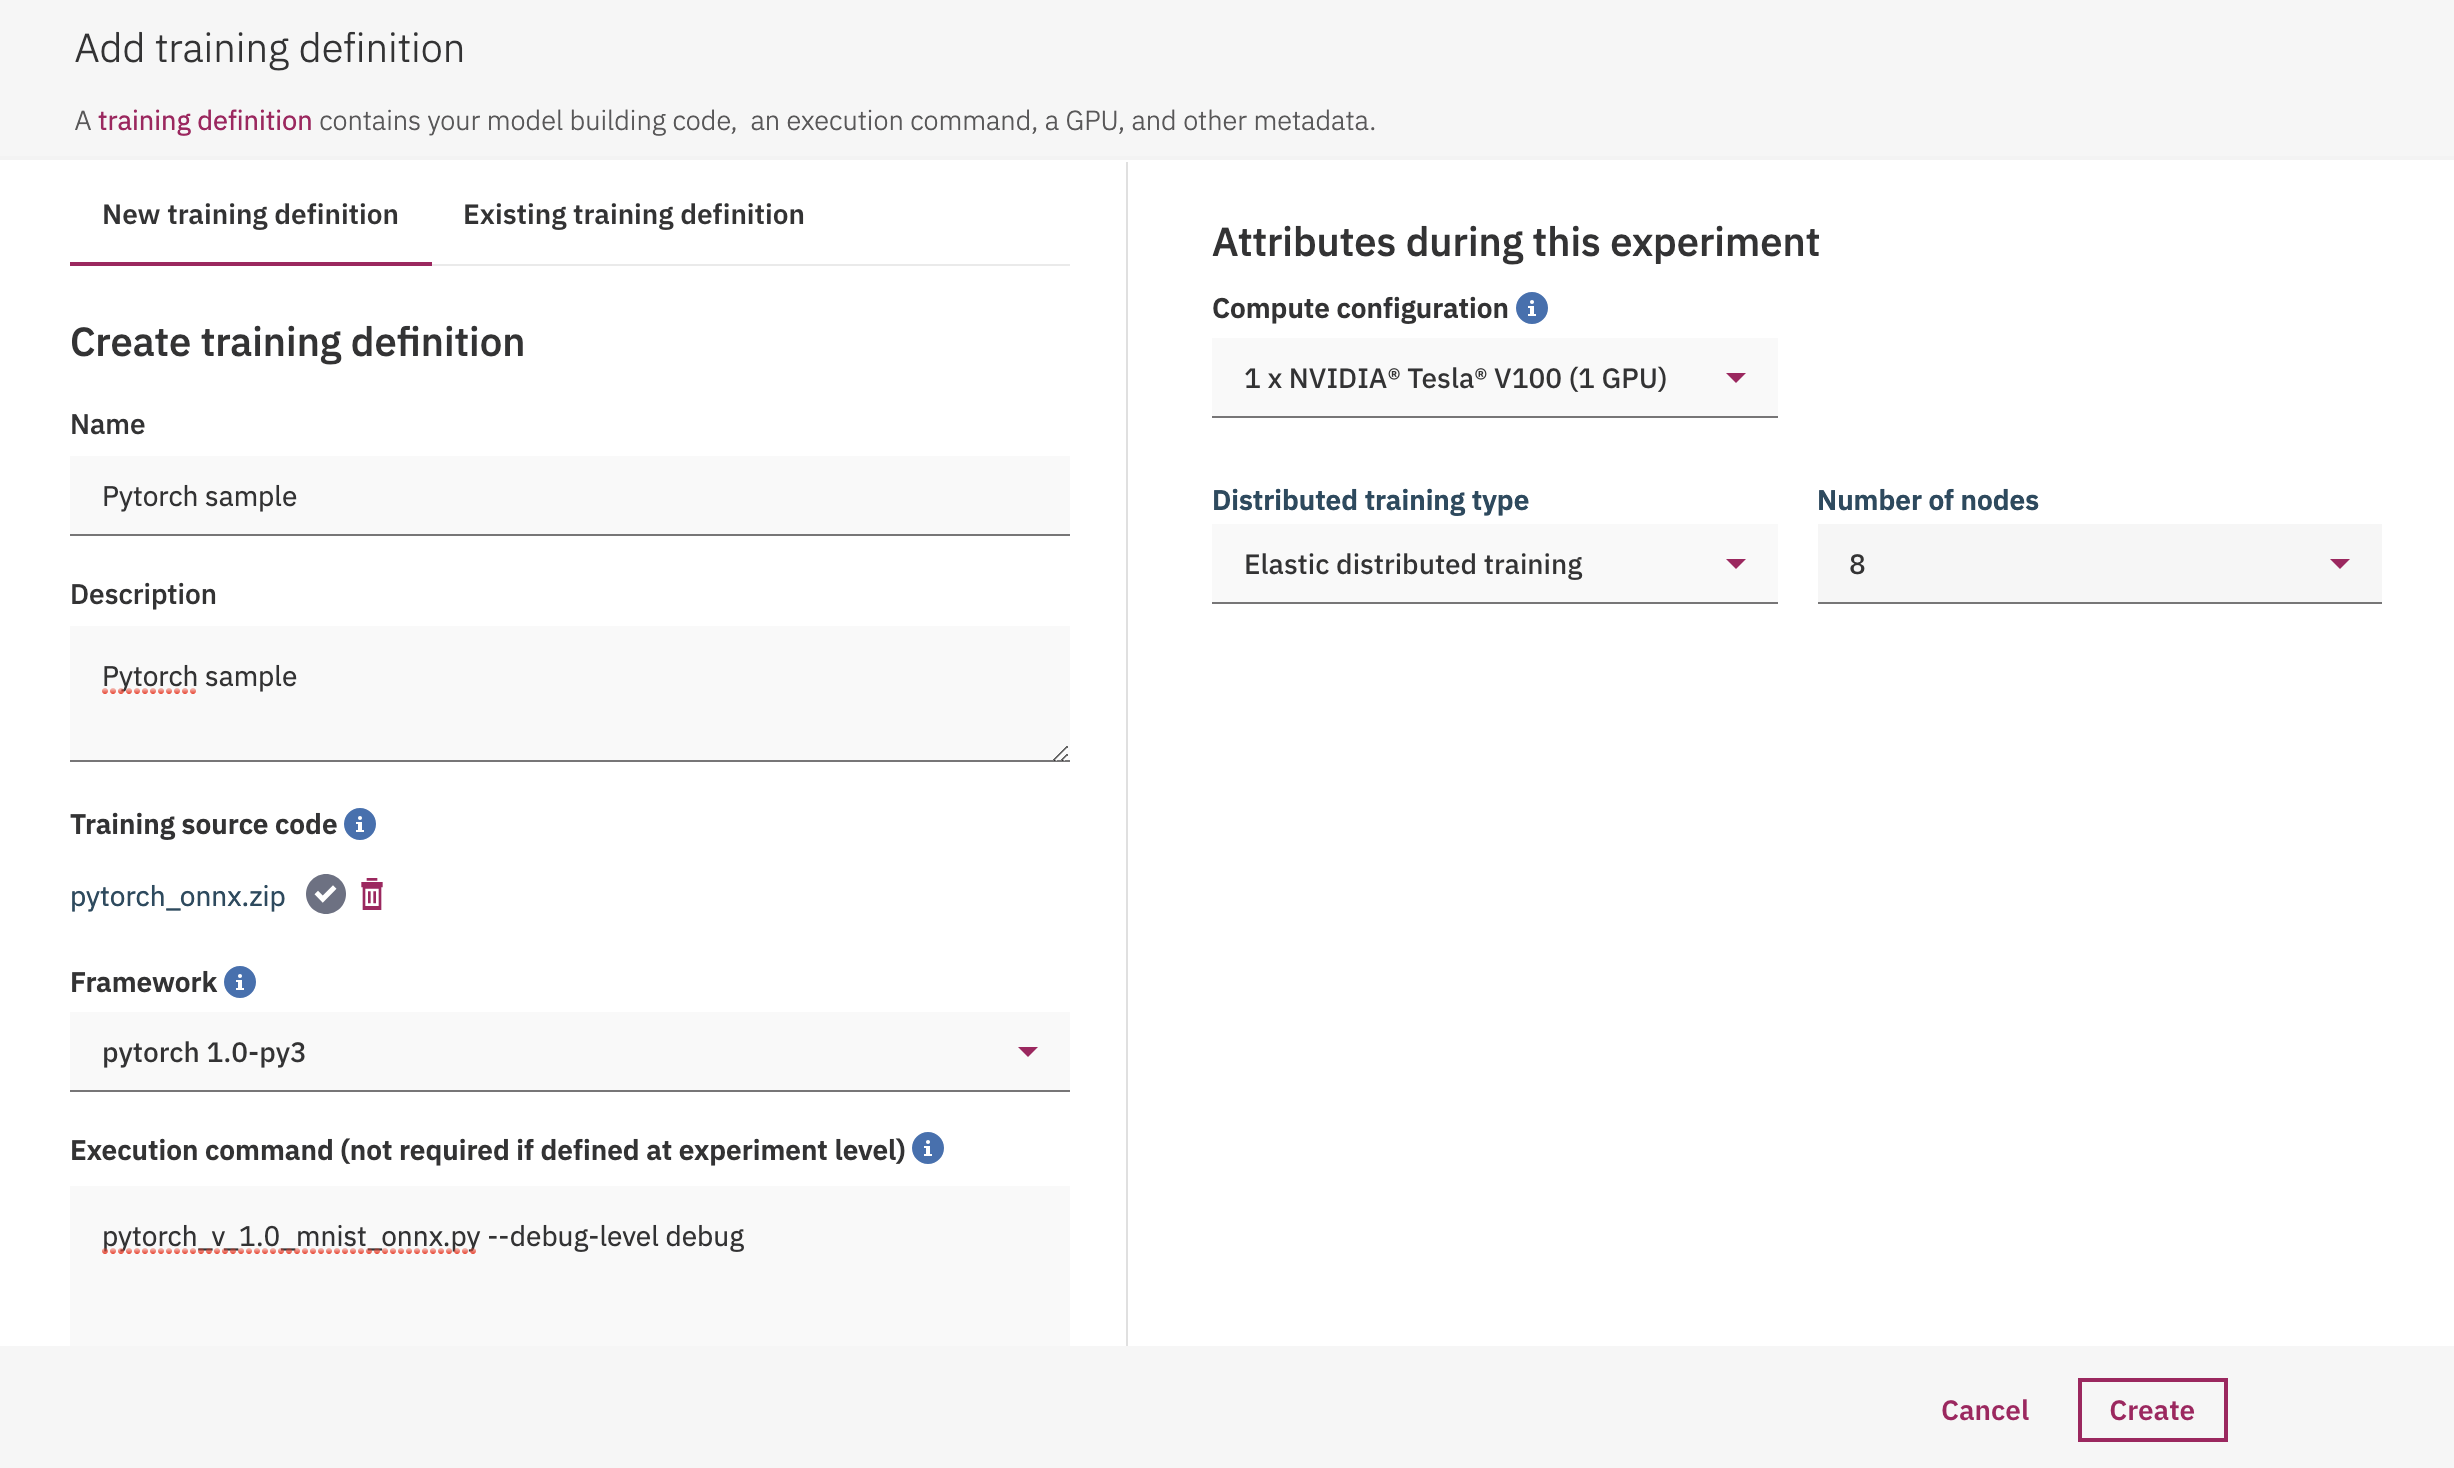 Add training definition
A training definition contains your model building code,  an execution command, a GPU, and other metadata.
New training definition
Existing training definition
Create training definition
Name
Pytorch sample
Description
Pytorch sample
Training source code
pytorch_onnx.zip
Framework
pytorch 1.0-py3
Execution command (not required if defined at experiment level)
pytorch_v_1.0_mnist_onnx.py --debug-level debug
Attributes during this experiment
Compute configuration
1 x NVIDIA® Tesla® V100 (1 GPU)
Distributed training type
Elastic distributed training
Number of nodes
8
Cancel
Create